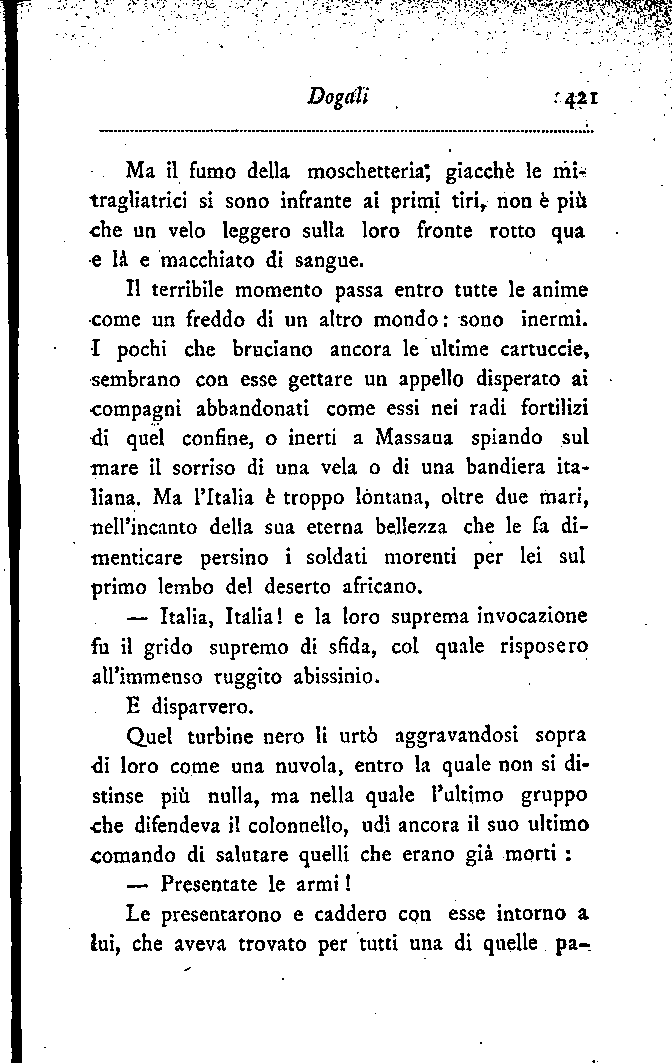 Dogali 421
Ma il fumo della moschetteria; giacchè le mi-
tragliatrici si sono infrante ai primi tiri, non è più
che un velo leggero sulla loro fronte rotto qua
e là e macchiato di sangue.
Il terribile momento passa entro tutte le anime
come un freddo di un altro mondo: sono inermi.
I pochi che bruciano ancora le ultime cartuccie,
sembrano con esse gettare un appello disperato ai
compagni abbandonati come essi nei radi fortilizi
di quel confine, o inerti a Massaua spiando sul
mare il sorriso di una vela o di una bandiera ita-
liana. Ma l'Italia è troppo lontana, oltre due mari,
nell'incanto della sua eterna bellezza che le fa di-
menticare persino i soldati morenti per lei sul
primo lembo del deserto africano.
— Italia, Italia! e la loro suprema invocazione
fu il grido supremo di sfida, col quale risposero
all'immenso ruggito abissinio.
E disparvero.
Quel turbine nero li urtò aggravandosi sopra
di loro come una nuvola, entro la quale non si di-
stinse più nulla, ma nella quale l'ultimo gruppo
che difendeva il colonnello, udì ancora il suo ultimo
comando di salutare quelli che erano già morti :
— Presentate le armi !
Le presentarono e caddero con esse intorno a
lui, che aveva trovato per tutti una di quelle pa-